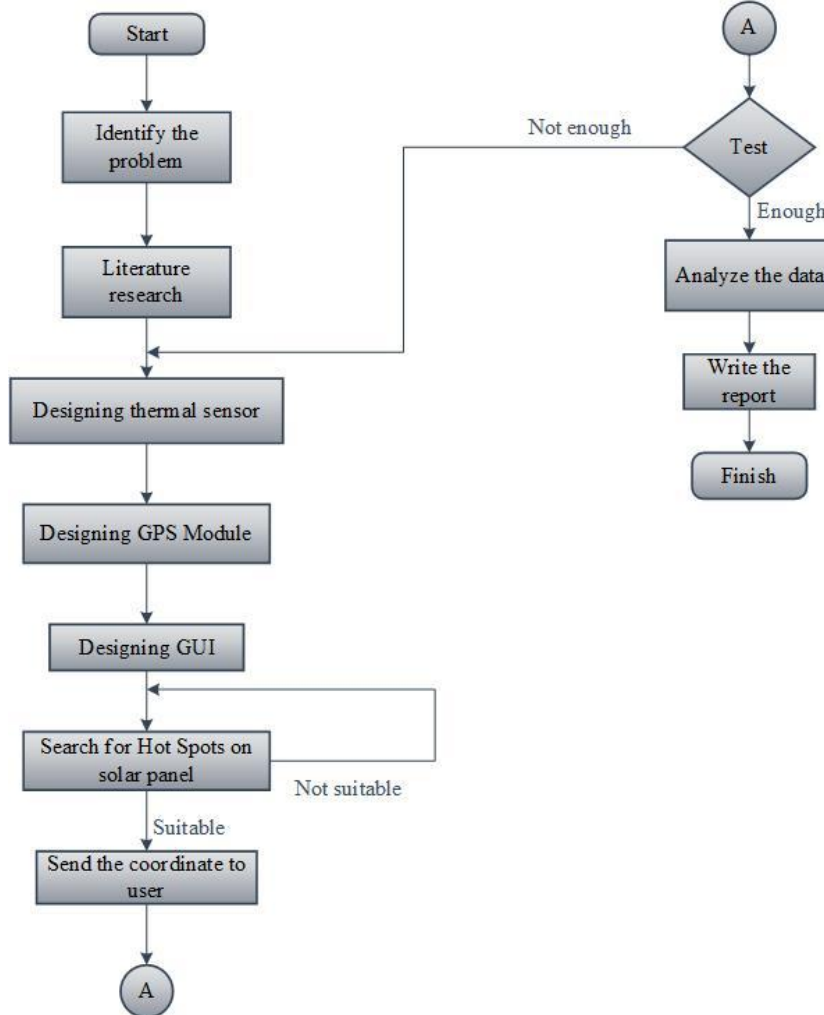 Start
Identify the
problem
Literature
research
Designing thermal sensor
Designing GPS Module
Designing GUI
Search for Hot Spots on
solar panel
Not suitable
Suitable
Send the coordinate to
user
A
A
Test
Not enough
Enough
Analyze the data
Write the
report
Finish